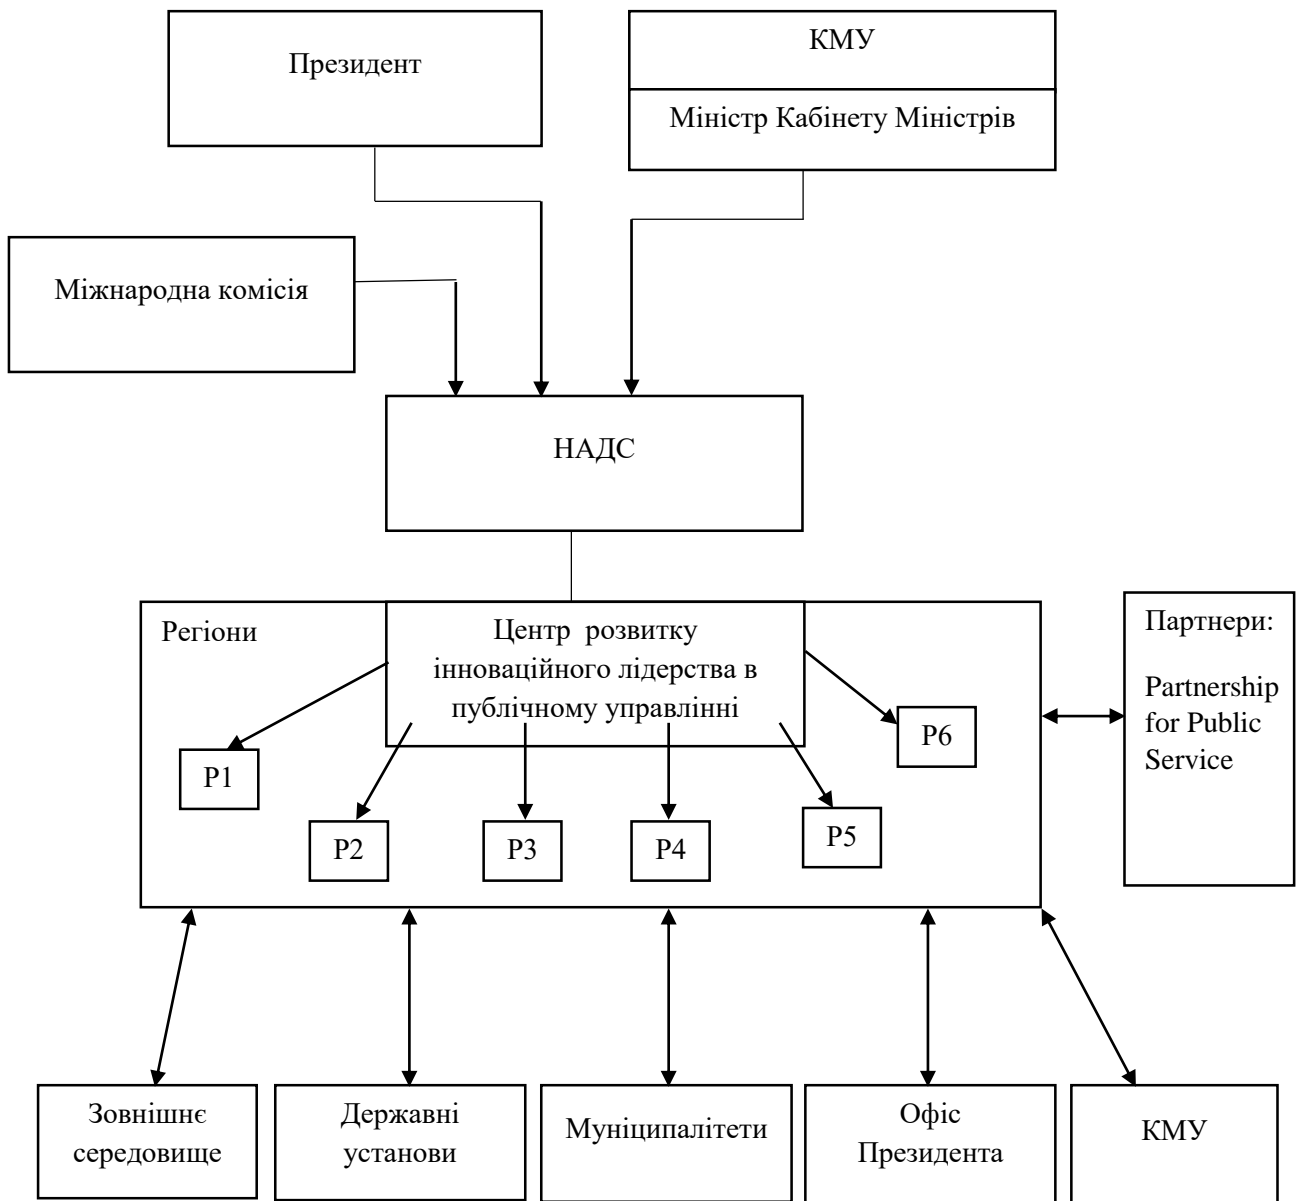 Президент
КМУ
Міністр Кабінету Міністрів
Міжнародна комісія
НАДС
Регіони
Центр розвитку
інноваційного лідерства в
публічному управлінні
Партнери:
Partnership
for Public
Service
Р1
Р2
Р3
Р4
Р5
Р6
Зовнішнє
середовище
Державні
установи
Муніципалітети
Офіс
Президента
КМУ